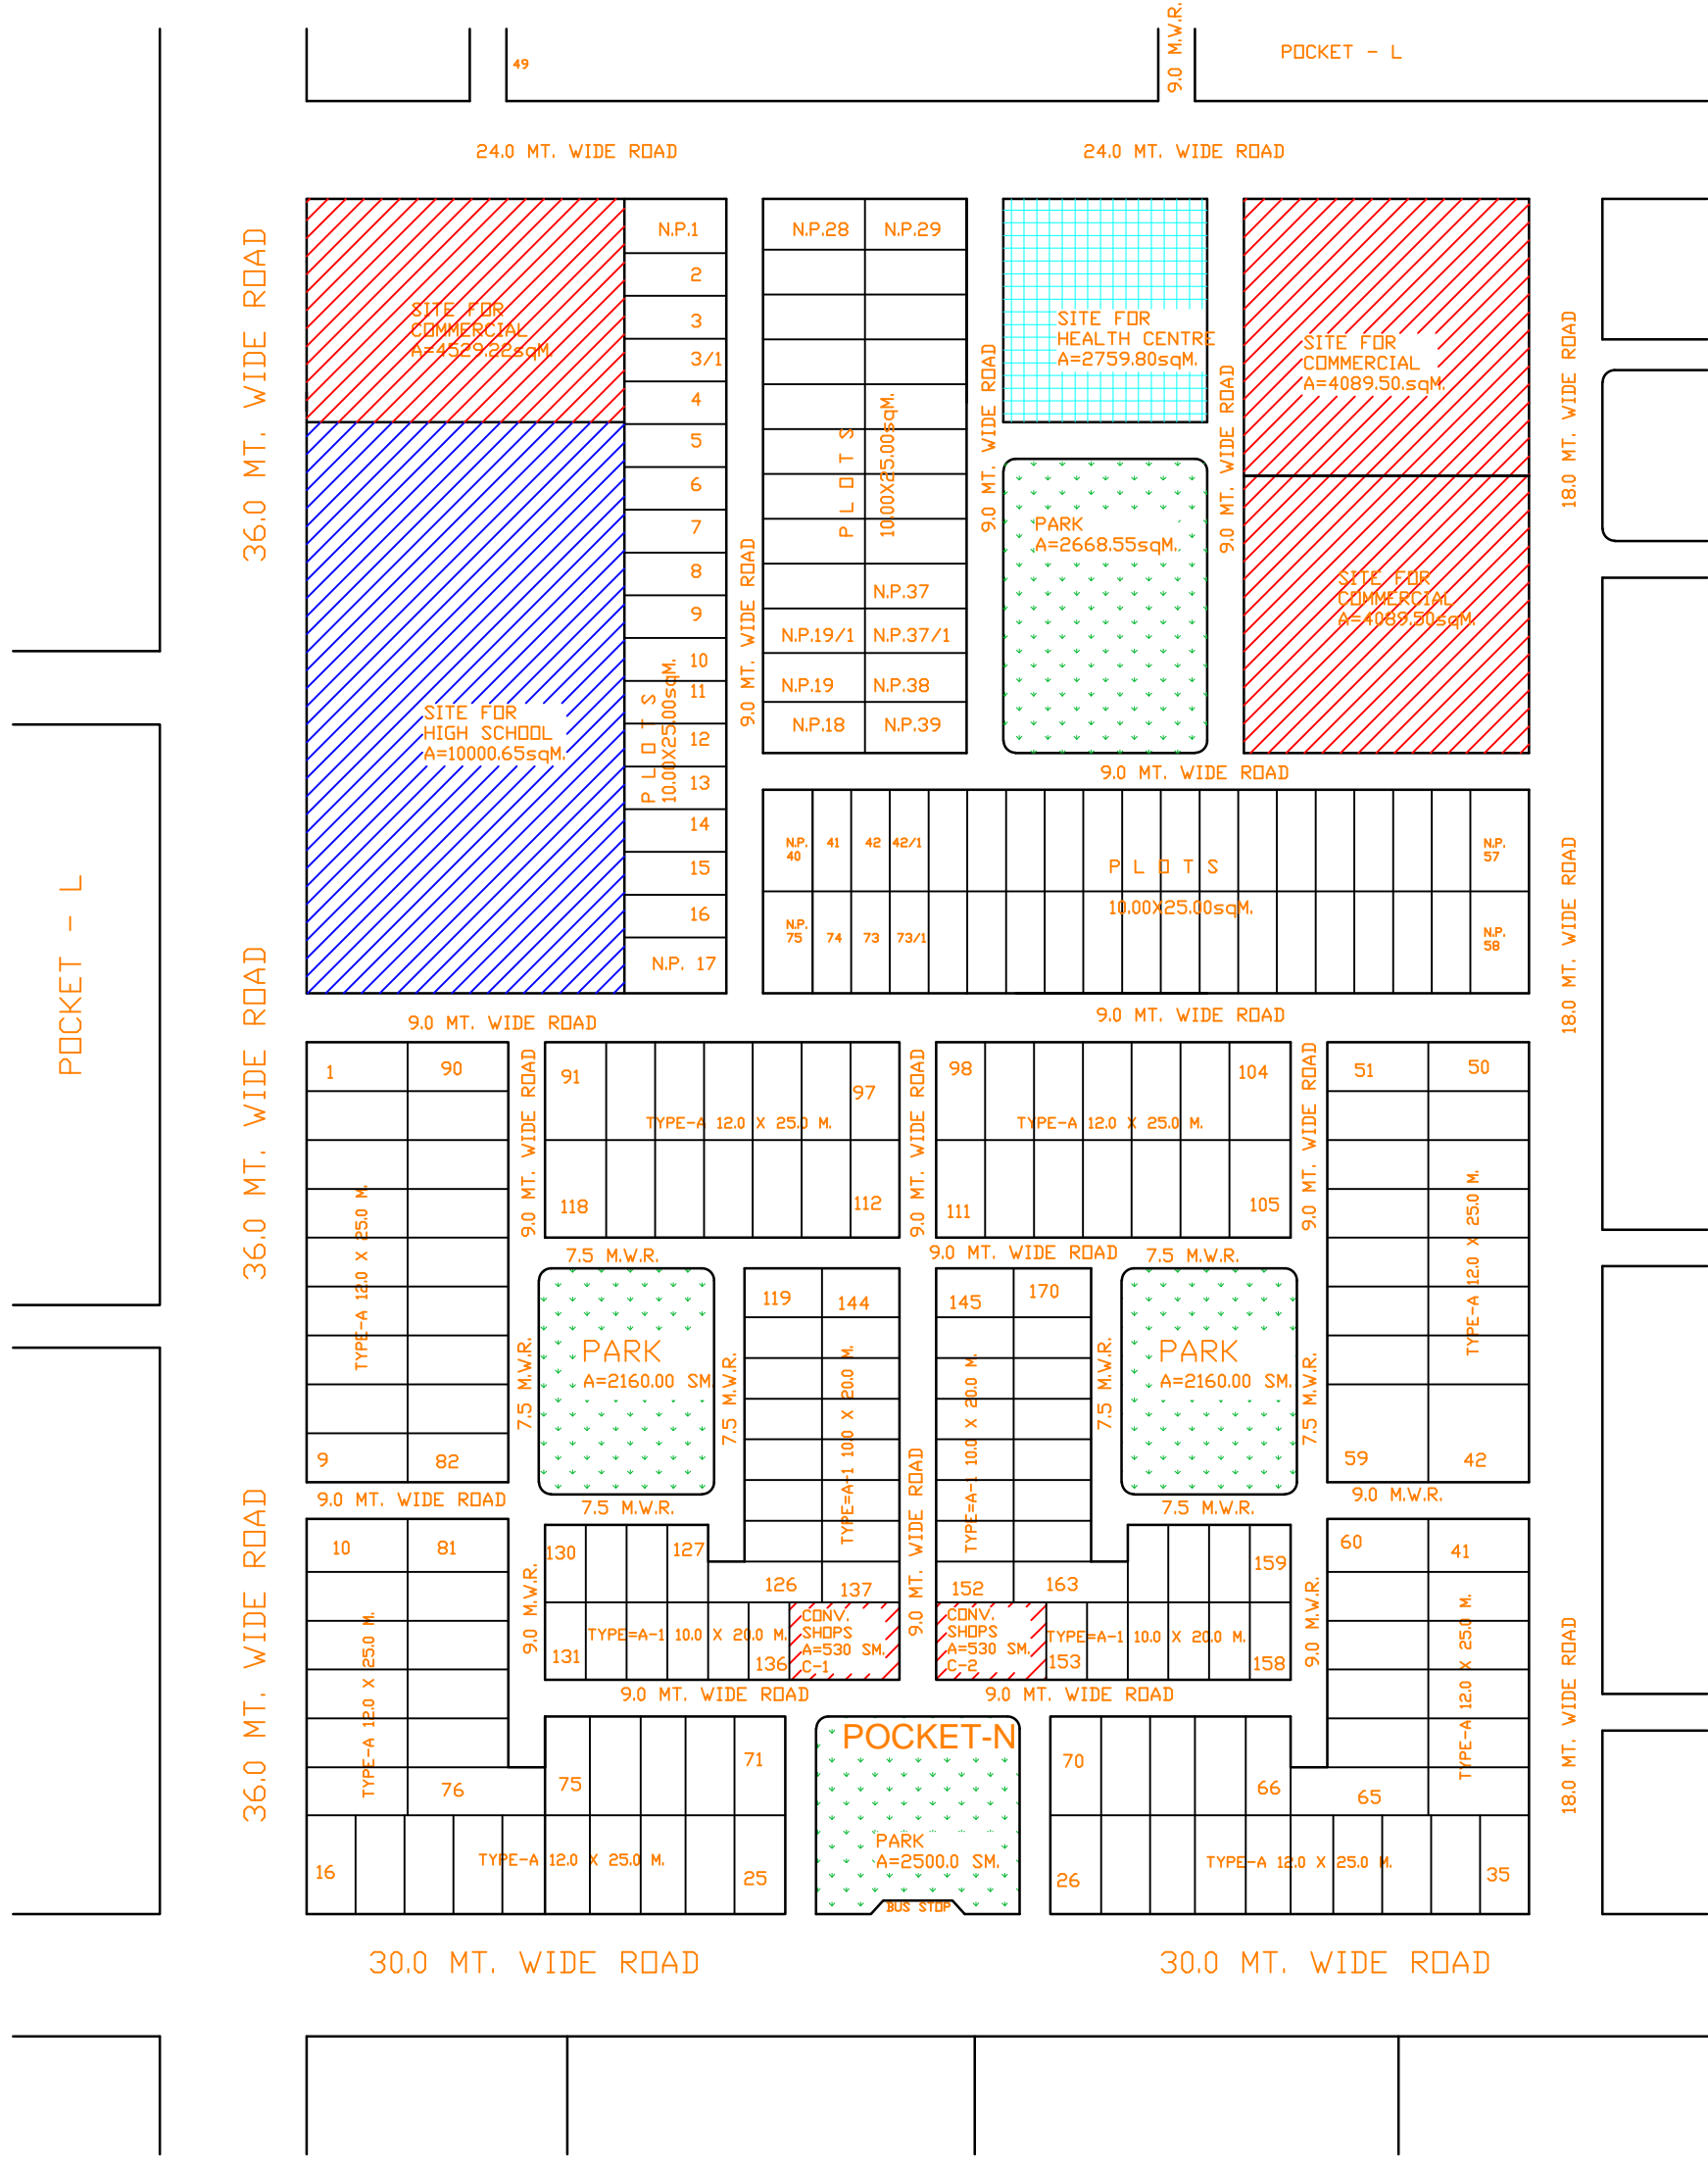 9.0 M.W.R.
POCKET - L
49
24.0 MT. WIDE ROAD
24.0 MT. WIDE ROAD
36.0 MT. WIDE ROAD
SITE FOR
COMMERCIAL
A=4529.22sqM.
N.P.1
2
3
3/1
4
5
6
7
8
9
10
11
12
13
14
15
16
N.P. 17
PLOTS
10.00X25.00sqM.
SITE FOR
HIGH SCHOOL
A=10000.65sqM.
9.0 MT. WIDE ROAD
N.P.28
N.P.29
PLOTS
10.00X25.00sqM.
N.P.37
N.P.19/1
N.P.37/1
N.P.19
N.P.38
N.P.18
N.P.39
9.0 MT. WIDE ROAD
SITE FOR
HEALTH CENTRE
A=2759.80sqM.
PARK
A=2668.55sqM.
9.0 MT. WIDE ROAD
SITE FOR
COMMERCIAL
A=4089.50.sqM.
SITE FOR
COMMERCIAL
A=4089.50sqM.
18.0 MT. WIDE ROAD
9.0 MT. WIDE ROAD
N.P.
40
41
42
42/1
N.P.
57
PLOTS
10.00X25.00sqM.
N.P.
75
74
73
73/1
N.P.
58
18.0 MT. WIDE ROAD
POCKET - L
36.0 MT. WIDE ROAD
9.0 MT. WIDE ROAD
9.0 MT. WIDE ROAD
1
90
TYPE-A 12.0 X 25.0 M.
9
82
9.0 MT. WIDE ROAD
91
97
TYPE-A 12.0 X 25.0 M.
118
112
9.0 MT. WIDE ROAD
98
104
TYPE-A 12.0 X 25.0 M.
111
105
9.0 MT. WIDE ROAD
51
50
TYPE-A 12.0 X 25.0 M.
59
42
7.5 M.W.R.
9.0 MT. WIDE ROAD
7.5 M.W.R.
7.5 M.W.R.
PARK
A=2160.00 SM.
7.5 M.W.R.
119
144
TYPE=A-1 10.0 X 20.0 M.
9.0 MT. WIDE ROAD
145
170
TYPE=A-1 10.0 X 20.0 M.
7.5 M.W.R.
PARK
A=2160.00 SM.
7.5 M.W.R.
9.0 MT. WIDE ROAD
7.5 M.W.R.
7.5 M.W.R.
9.0 M.W.R.
36.0 MT. WIDE ROAD
10
81
TYPE-A 12.0 X 25.0 M.
76
9.0 M.W.R.
130
127
126
137
131
TYPE=A-1 10.0 X 20.0 M.
136
CONV.
SHOPS
A=530 SM.
C-1
152
163
159
CONV.
SHOPS
A=530 SM.
C-2
TYPE=A-1 10.0 X 20.0 M.
153
158
9.0 M.W.R.
60
41
TYPE-A 12.0 X 25.0 M.
65
18.0 MT. WIDE ROAD
9.0 MT. WIDE ROAD
9.0 MT. WIDE ROAD
75
71
16
TYPE-A 12.0 X 25.0 M.
25
POCKET-N
PARK
A=2500.0 SM.
BUS STOP
70
66
26
TYPE-A 12.0 X 25.0 M.
35
30.0 MT. WIDE ROAD
30.0 MT. WIDE ROAD